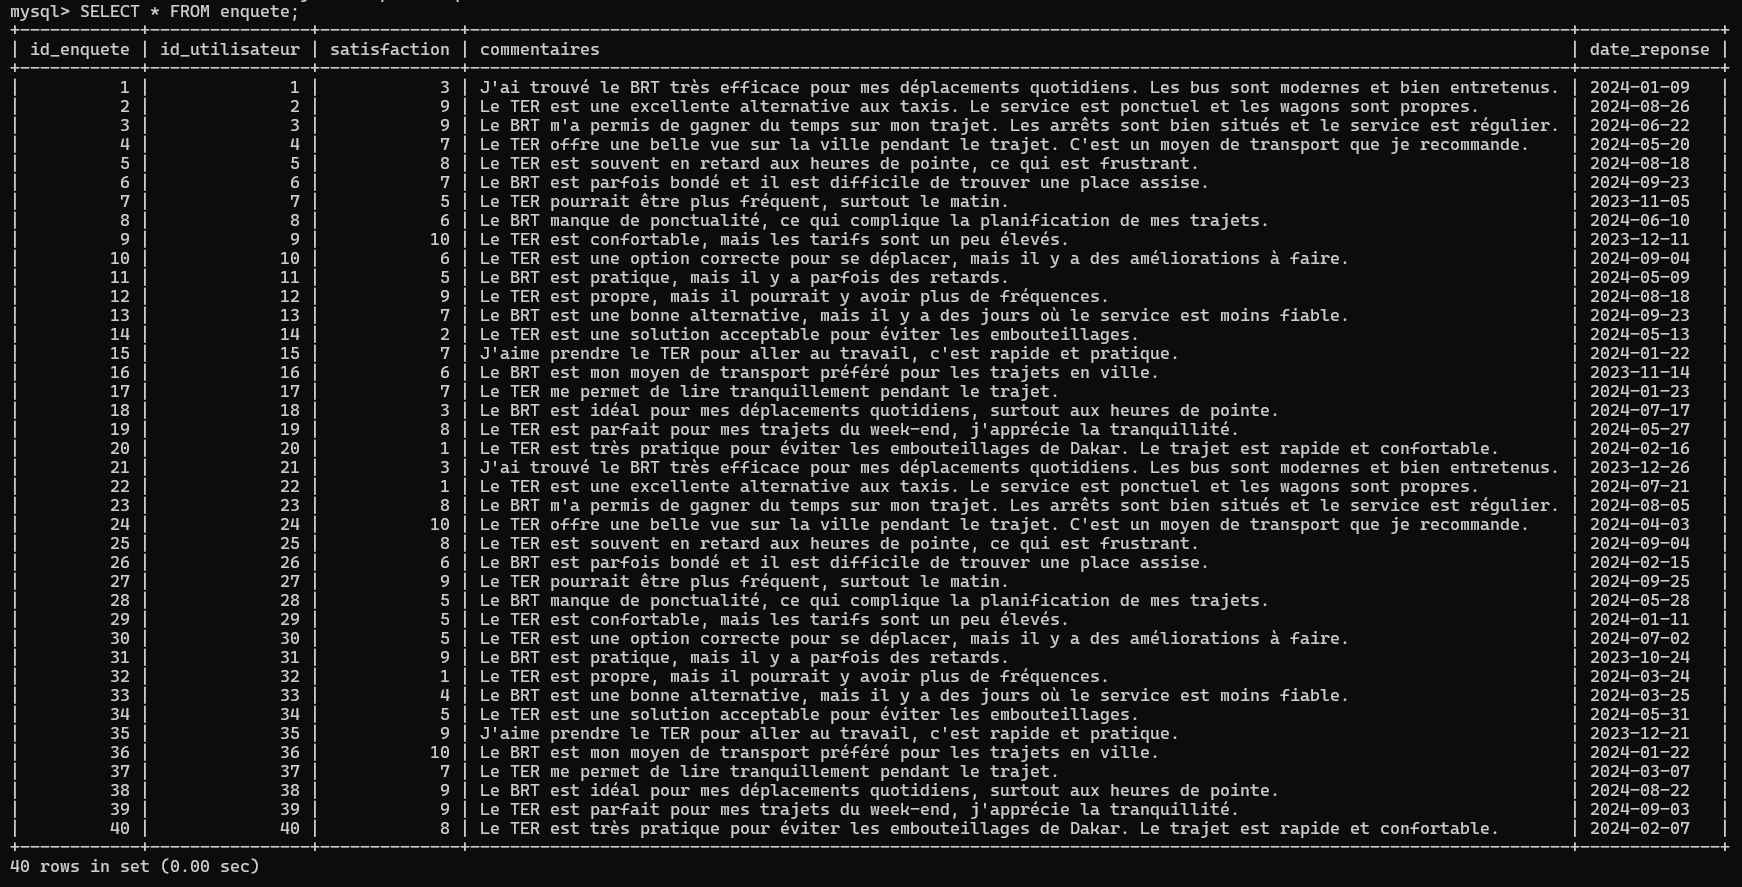 mysql> SELECT * FROM enquete;
+------------+----------------+--------------+--------------------------------------------------------------------------------------------------------------+--------------+
| id_enquete | id_utilisateur | satisfaction | commentaires | date_reponse |
+------------+----------------+--------------+--------------------------------------------------------------------------------------------------------------+--------------+
| 1 | 1 | 3 | J'ai trouvé le BRT très efficace pour mes déplacements quotidiens. Les bus sont modernes et bien entretenus. | 2024-01-09 |
| 2 | 2 | 9 | Le TER est une excellente alternative aux taxis. Le service est ponctuel et les wagons sont propres. | 2024-08-26 |
| 3 | 3 | 9 | Le BRT m'a permis de gagner du temps sur mon trajet. Les arrêts sont bien situés et le service est régulier. | 2024-06-22 |
| 4 | 4 | 7 | Le TER offre une belle vue sur la ville pendant le trajet. C'est un moyen de transport que je recommande. | 2024-05-20 |
| 5 | 5 | 8 | Le TER est souvent en retard aux heures de pointe, ce qui est frustrant. | 2024-08-18 |
| 6 | 6 | 7 | Le BRT est parfois bondé et il est difficile de trouver une place assise. | 2024-09-23 |
| 7 | 7 | 5 | Le TER pourrait être plus fréquent, surtout le matin. | 2023-11-05 |
| 8 | 8 | 6 | Le BRT manque de ponctualité, ce qui complique la planification de mes trajets. | 2024-06-10 |
| 9 | 9 | 10 | Le TER est confortable, mais les tarifs sont un peu élevés. | 2023-12-11 |
| 10 | 10 | 6 | Le TER est une option correcte pour se déplacer, mais il y a des améliorations à faire. | 2024-09-04 |
| 11 | 11 | 5 | Le BRT est pratique, mais il y a parfois des retards. | 2024-05-09 |
| 12 | 12 | 9 | Le TER est propre, mais il pourrait y avoir plus de fréquences. | 2024-08-18 |
| 13 | 13 | 7 | Le BRT est une bonne alternative, mais il y a des jours où le service est moins fiable. | 2024-09-23 |
| 14 | 14 | 2 | Le TER est une solution acceptable pour éviter les embouteillages. | 2024-05-13 |
| 15 | 15 | 7 | J'aime prendre le TER pour aller au travail, c'est rapide et pratique. | 2024-01-22 |
| 16 | 16 | 6 | Le BRT est mon moyen de transport préféré pour les trajets en ville. | 2023-11-14 |
| 17 | 17 | 7 | Le TER me permet de lire tranquillement pendant le trajet. | 2024-01-23 |
| 18 | 18 | 3 | Le BRT est idéal pour mes déplacements quotidiens, surtout aux heures de pointe. | 2024-07-17 |
| 19 | 19 | 8 | Le TER est parfait pour mes trajets du week-end, j'apprécie la tranquillité. | 2024-05-27 |
| 20 | 20 | 1 | Le TER est très pratique pour éviter les embouteillages de Dakar. Le trajet est rapide et confortable. | 2024-02-16 |
| 21 | 21 | 3 | J'ai trouvé le BRT très efficace pour mes déplacements quotidiens. Les bus sont modernes et bien entretenus. | 2023-12-26 |
| 22 | 22 | 1 | Le TER est une excellente alternative aux taxis. Le service est ponctuel et les wagons sont propres. | 2024-07-21 |
| 23 | 23 | 8 | Le BRT m'a permis de gagner du temps sur mon trajet. Les arrêts sont bien situés et le service est régulier. | 2024-08-05 |
| 24 | 24 | 10 | Le TER offre une belle vue sur la ville pendant le trajet. C'est un moyen de transport que je recommande. | 2024-04-03 |
| 25 | 25 | 8 | Le TER est souvent en retard aux heures de pointe, ce qui est frustrant. | 2024-09-04 |
| 26 | 26 | 6 | Le BRT est parfois bondé et il est difficile de trouver une place assise. | 2024-02-15 |
| 27 | 27 | 9 | Le TER pourrait être plus fréquent, surtout le matin. | 2024-09-25 |
| 28 | 28 | 5 | Le BRT manque de ponctualité, ce qui complique la planification de mes trajets. | 2024-05-28 |
| 29 | 29 | 5 | Le TER est confortable, mais les tarifs sont un peu élevés. | 2024-01-11 |
| 30 | 30 | 5 | Le TER est une option correcte pour se déplacer, mais il y a des améliorations à faire. | 2024-07-02 |
| 31 | 31 | 9 | Le BRT est pratique, mais il y a parfois des retards. | 2023-10-24 |
| 32 | 32 | 1 | Le TER est propre, mais il pourrait y avoir plus de fréquences. | 2024-03-24 |
| 33 | 33 | 4 | Le BRT est une bonne alternative, mais il y a des jours où le service est moins fiable. | 2024-03-25 |
| 34 | 34 | 5 | Le TER est une solution acceptable pour éviter les embouteillages. | 2024-05-31 |
| 35 | 35 | 9 | J'aime prendre le TER pour aller au travail, c'est rapide et pratique. | 2023-12-21 |
| 36 | 36 | 10 | Le BRT est mon moyen de transport préféré pour les trajets en ville. | 2024-01-22 |
| 37 | 37 | 7 | Le TER me permet de lire tranquillement pendant le trajet. | 2024-03-07 |
| 38 | 38 | 9 | Le BRT est idéal pour mes déplacements quotidiens, surtout aux heures de pointe. | 2024-08-22 |
| 39 | 39 | 9 | Le TER est parfait pour mes trajets du week-end, j'apprécie la tranquillité. | 2024-09-03 |
| 40 | 40 | 8 | Le TER est très pratique pour éviter les embouteillages de Dakar. Le trajet est rapide et confortable. | 2024-02-07 |
+------------+----------------+--------------+--------------------------------------------------------------------------------------------------------------+--------------+
40 rows in set (0.00 sec)